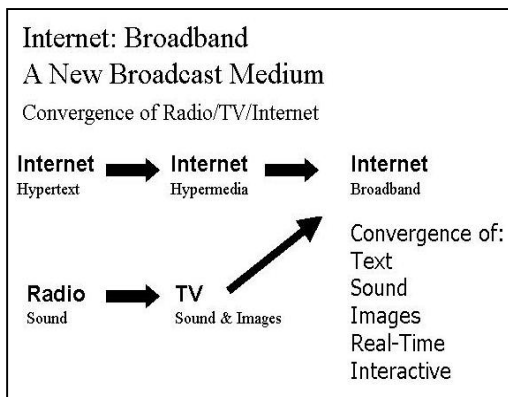 Internet: Broadband
A New Broadcast Medium
Convergence of Radio/TV/Internet
Internet
Hypertext
Internet
Hypermedia
Internet
Broadband
Radio
Sound
TV
Sound & Images
Convergence of:
Text
Sound
Images
Real-Time
Interactive